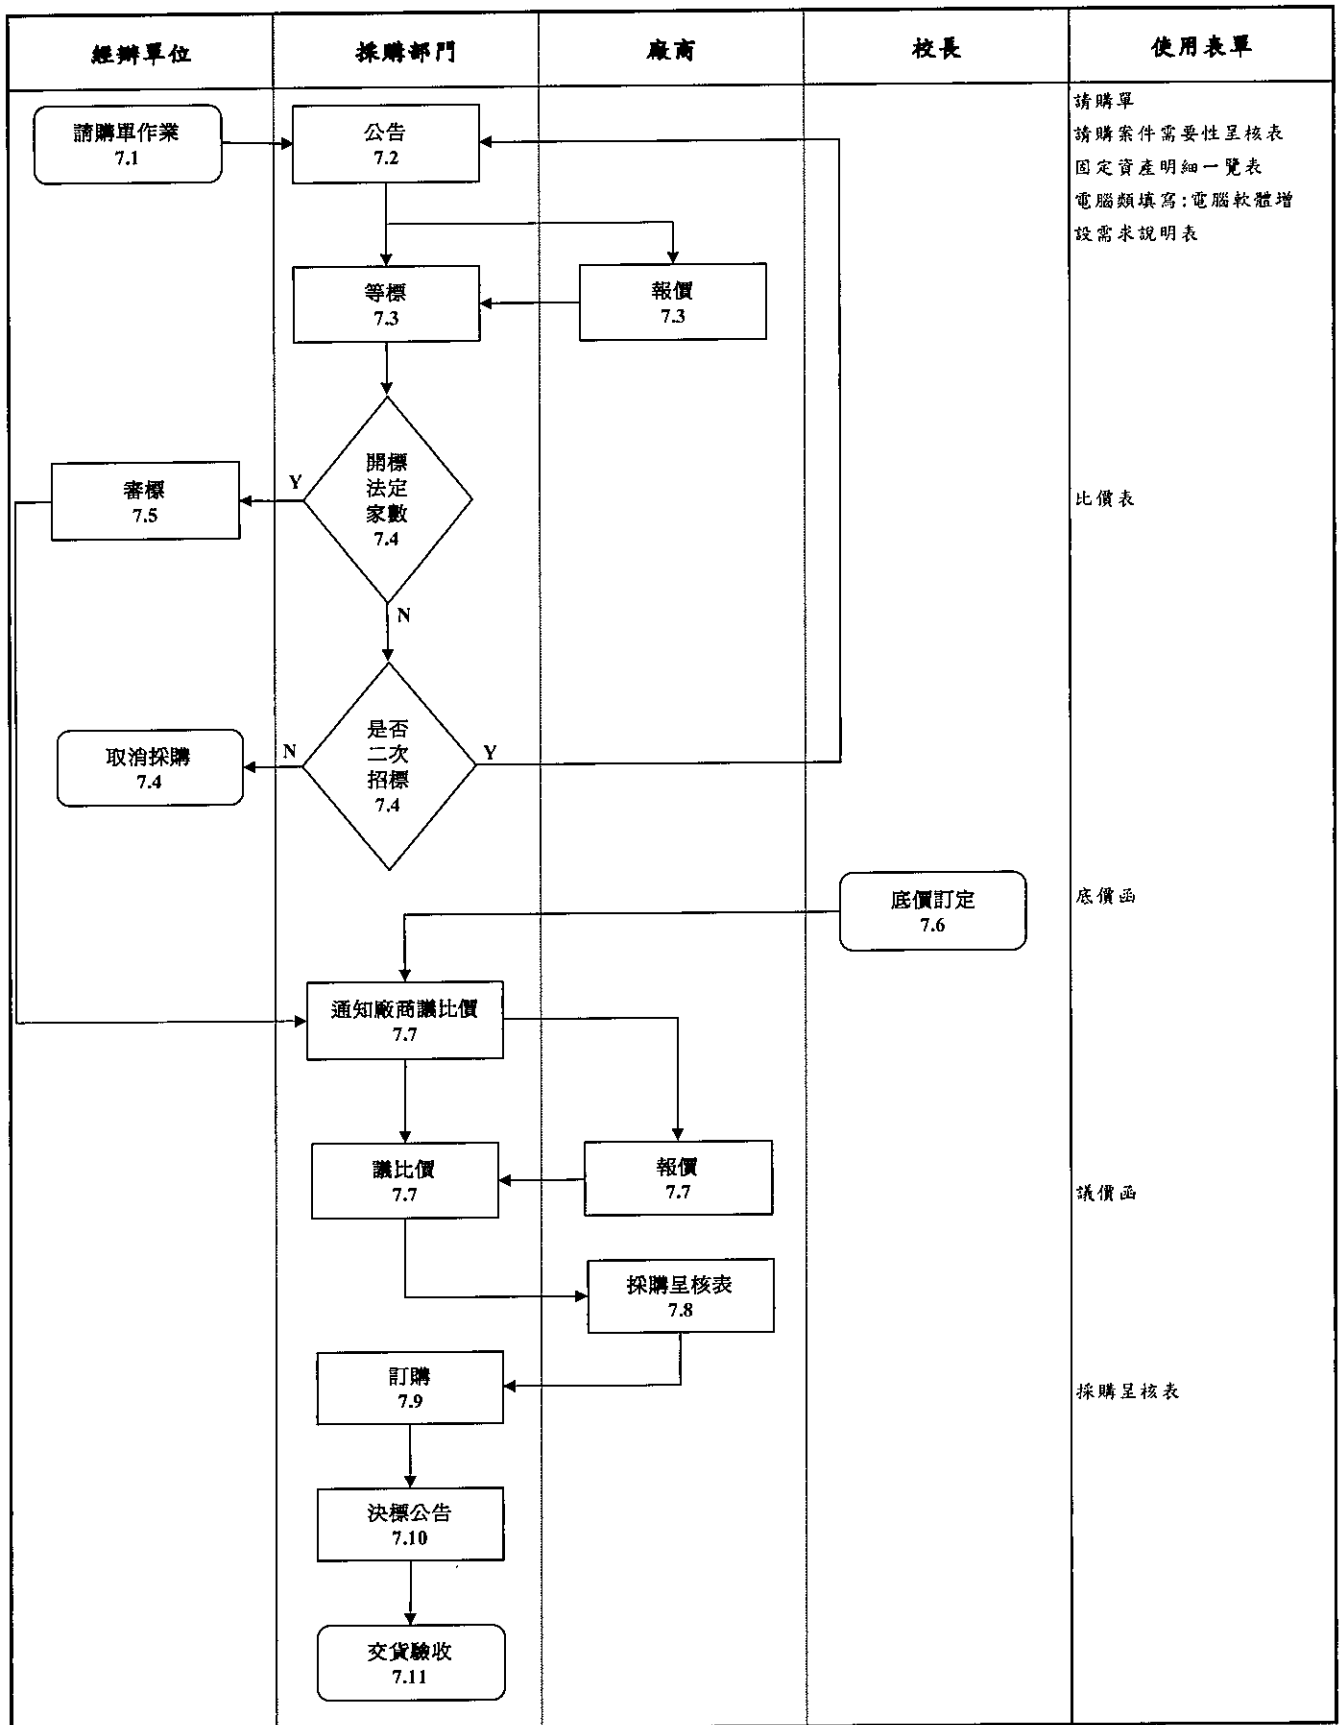 經辦單位
採購部門
廠商
校長
使用表單
請購單作業
7.1
公告
7.2
請購單
請購案件需要性呈核表
固定資產明細一覽表
電腦類填寫:電腦軟體增
設需求說明表
等標
7.3
報價
7.3
開標
法定
家數
7.4
Y
N
審標
7.5
比價表
是否
二次
招標
7.4
N
Y
取消採購
7.4
底價訂定
7.6
底價函
通知廠商議比價
7.7
議比價
7.7
報價
7.7
議價函
採購呈核表
7.8
訂購
7.9
採購呈核表
決標公告
7.10
交貨驗收
7.11